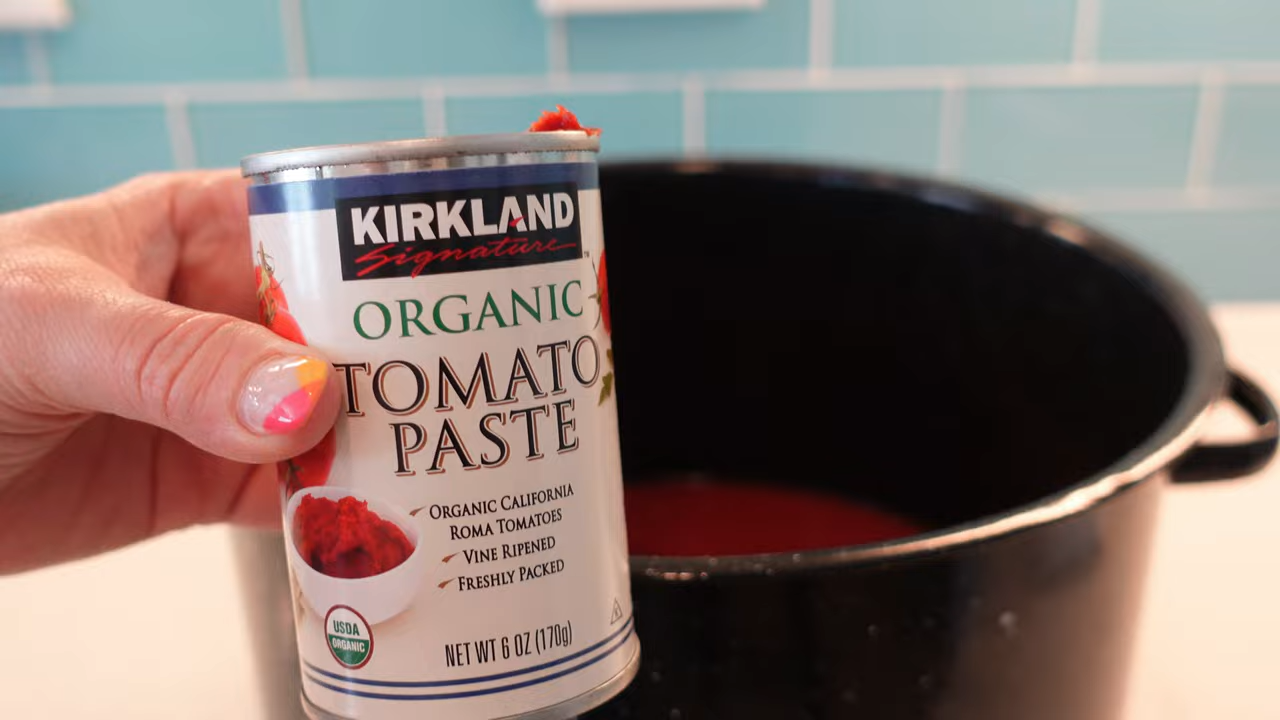 KIRKLAND
Signature™
ORGANIC
TOMATO
PASTE
ORGANIC CALIFORNIA
ROMA TOMATOES
VINE RIPENED
FRESHLY PACKED
USDA
ORGANIC
NET WT 6 OZ (170g)